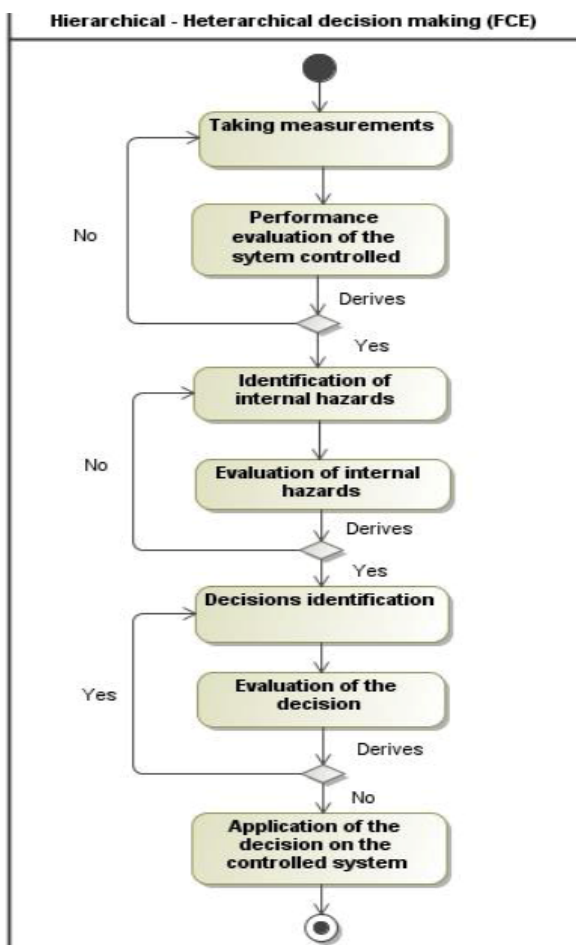 Hierarchical - Heterarchical decision making (FCE)
Taking measurements
Performance
evaluation of the
sytem controlled
No
Derives
Yes
Identification of
internal hazards
No
Evaluation of internal
hazards
Derives
Yes
Decisions identification
Yes
Evaluation of the
decision
Derives
No
Application of the
decision on the
controlled system